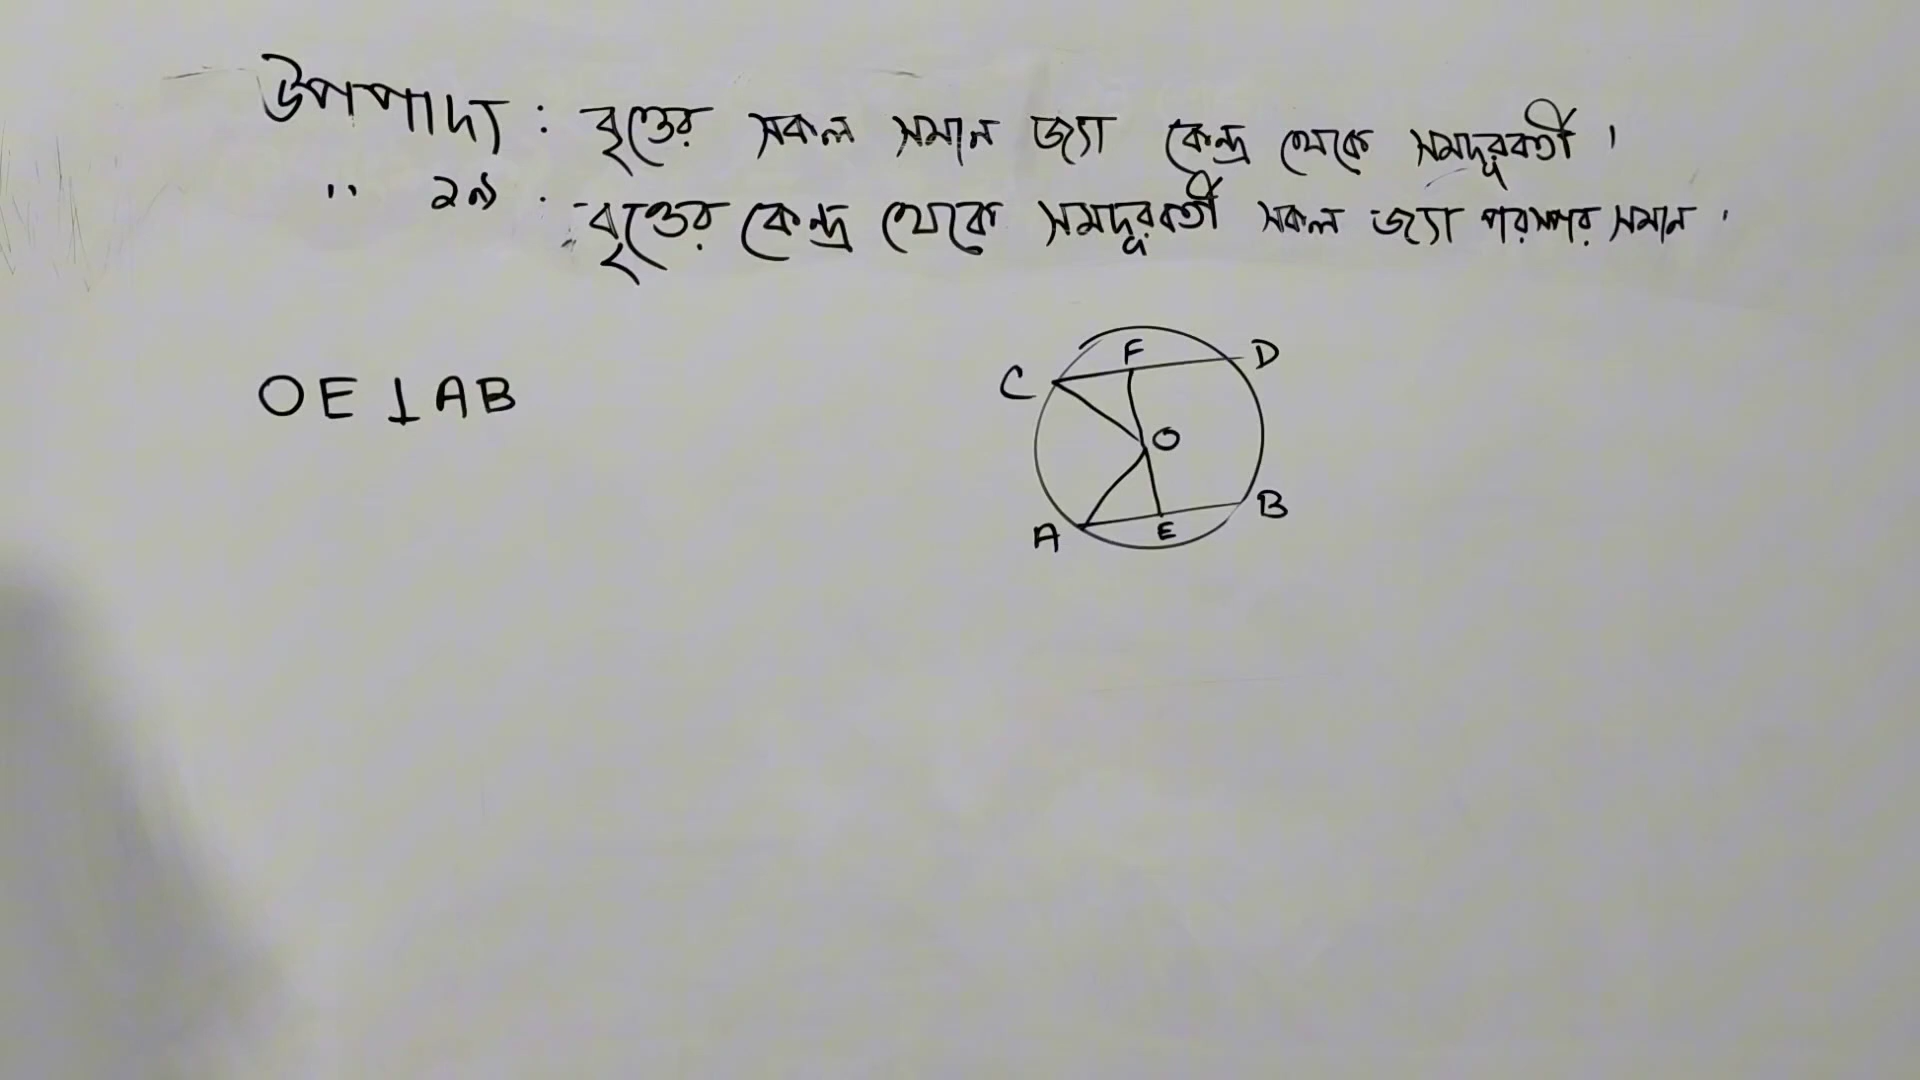 উপপাদ্য : বৃত্তের সকল সমান জ্যা কেন্দ্র থেকে সমদূরবর্তী ।
" ২৯ : বৃত্তের কেন্দ্র থেকে সমদূরবর্তী সকল জ্যা পরস্পর সমান ।
F
D
C
OE ⊥ AB
O
B
A
E